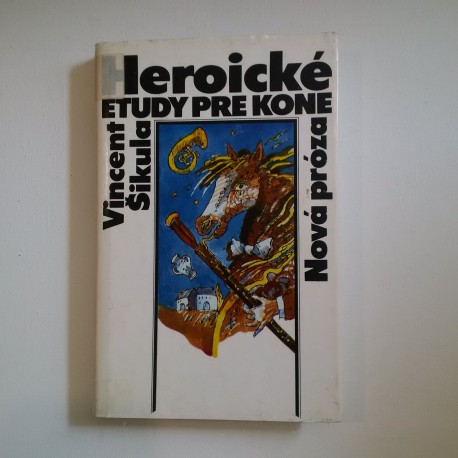 Heroické
ETUDY PRE KONE
Vincent
Šikula
Nová próza